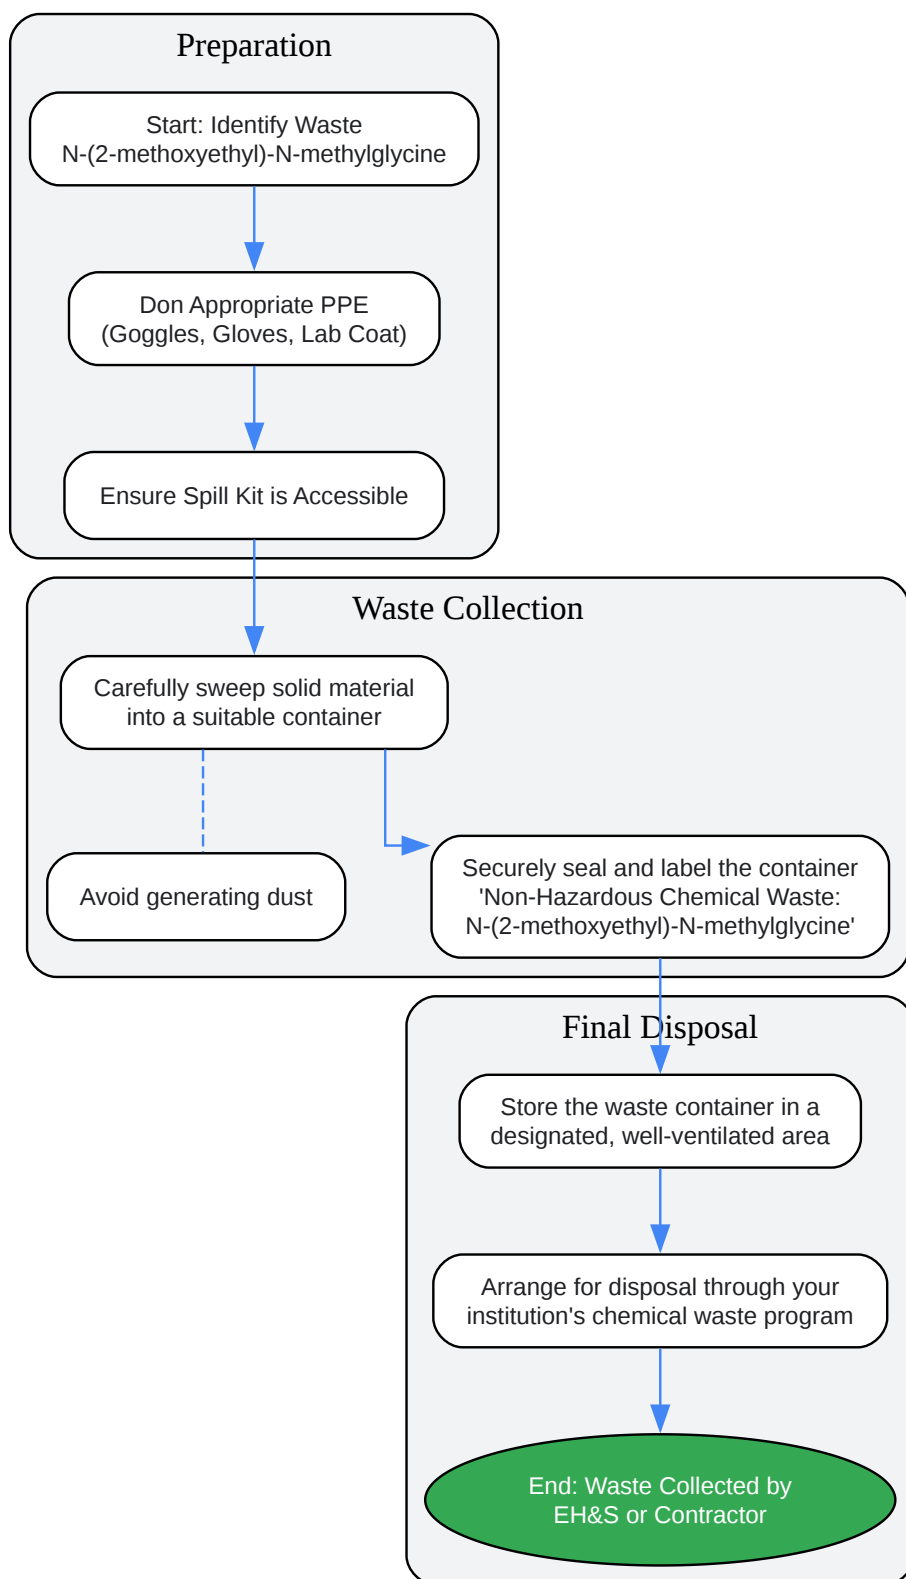 Preparation
Start: Identify Waste
N-(2-methoxyethyl)-N-methylglycine
Don Appropriate PPE
(Goggles, Gloves, Lab Coat)
Ensure Spill Kit is Accessible
Waste Collection
Carefully sweep solid material
into a suitable container
Avoid generating dust
Securely seal and label the container
'Non-Hazardous Chemical Waste:
N-(2-methoxyethyl)-N-methylglycine'
Final Disposal
Store the waste container in a
designated, well-ventilated area
Arrange for disposal through your
institution's chemical waste program
End: Waste Collected by
EH&S or Contractor